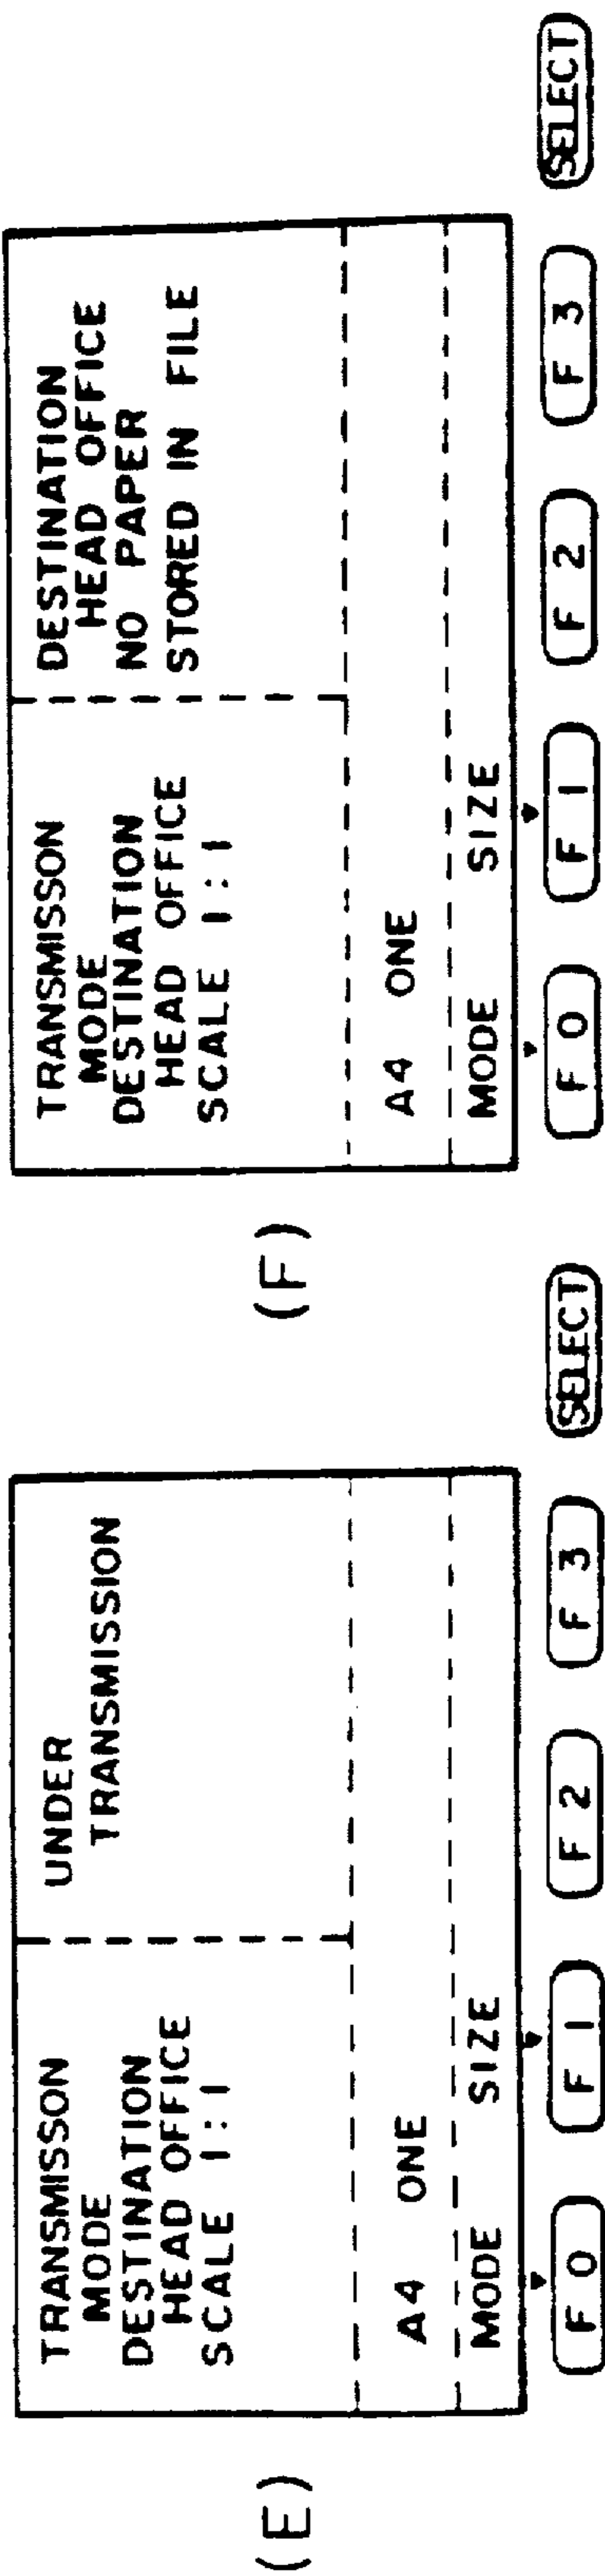 (E)
TRANSMISSON
MODE
DESTINATION
HEAD OFFICE
SCALE 1:1
UNDER
TRANSMISSION
A4 ONE
MODE SIZE
F 0 F 1 F 2 F 3 SELECT
(F)
TRANSMISSON
MODE
DESTINATION
HEAD OFFICE
SCALE 1:1
DESTINATION
HEAD OFFICE
NO PAPER
STORED IN FILE
A4 ONE
MODE SIZE
F 0 F 1 F 2 F 3 SELECT